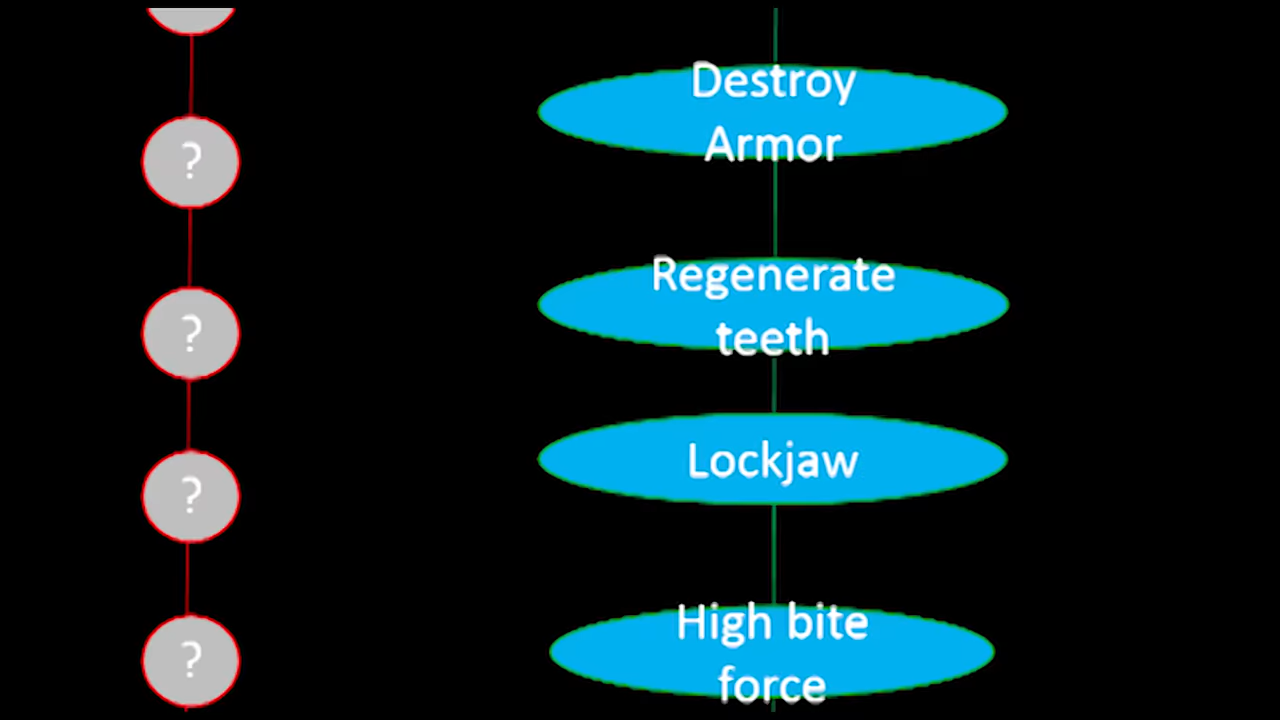 Destroy
Armor
?
Regenerate
teeth
?
Lockjaw
?
High bite
force
?